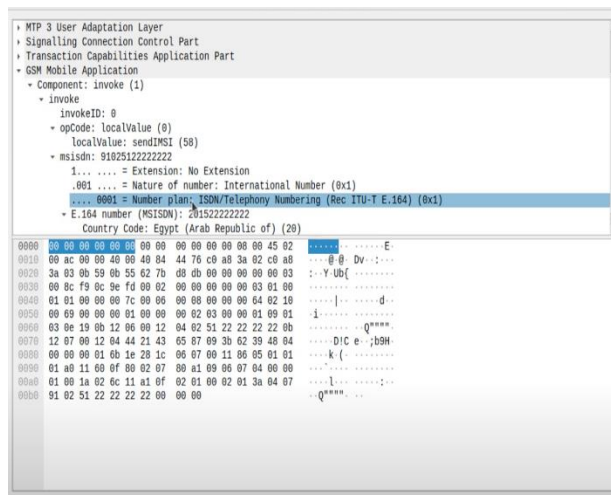 MTP 3 User Adaptation Layer
Signalling Connection Control Part
Transaction Capabilities Application Part
GSM Mobile Application
Component: invoke (1)
invoke
invokeID: 0
opCode: localValue (0)
localValue: sendIMSI (58)
msisdn: 91025122222222
1... .... = Extension: No Extension
.001 .... = Nature of number: International Number (0x1)
.... 0001 = Number plan: ISDN/Telephony Numbering (Rec ITU-T E.164) (0x1)
E.164 number (MSISDN): 201522222222
Country Code: Egypt (Arab Republic of) (20)
0000 00 00 00 00 00 00 00 00 00 00 00 00 08 00 45 02 ········ ······E·
0010 00 ac 00 00 40 00 40 84 44 76 c0 a8 3a 02 c0 a8 ····@·@· Dv··:···
0020 3a 03 0b 59 0b 55 62 7b d8 db 00 00 00 00 00 03 :··Y·Ub{ ········
0030 00 8c f9 0c 9e fd 00 02 00 00 00 00 00 03 01 00 ········ ········
0040 01 01 00 00 00 7c 00 06 00 08 00 00 00 64 02 10 ·····|·· ·····d··
0050 00 69 00 00 00 01 00 00 00 02 03 00 00 01 09 01 ·i······ ········
0060 03 0e 19 0b 12 06 00 12 04 02 51 22 22 22 22 0b ········ ··Q""""·
0070 12 07 00 12 04 44 21 43 65 87 09 3b 62 39 48 04 ·····D!C e··;b9H·
0080 00 00 00 01 6b 1e 28 1c 06 07 00 11 86 05 01 01 ····k·(· ········
0090 01 a0 11 60 0f 80 02 07 80 a1 09 06 07 04 00 00 ···`···· ········
00a0 01 00 1a 02 6c 11 a1 0f 02 01 00 02 01 3a 04 07 ····l··· ·····:··
00b0 91 02 51 22 22 22 22 00 00 00 ··Q""""· ··